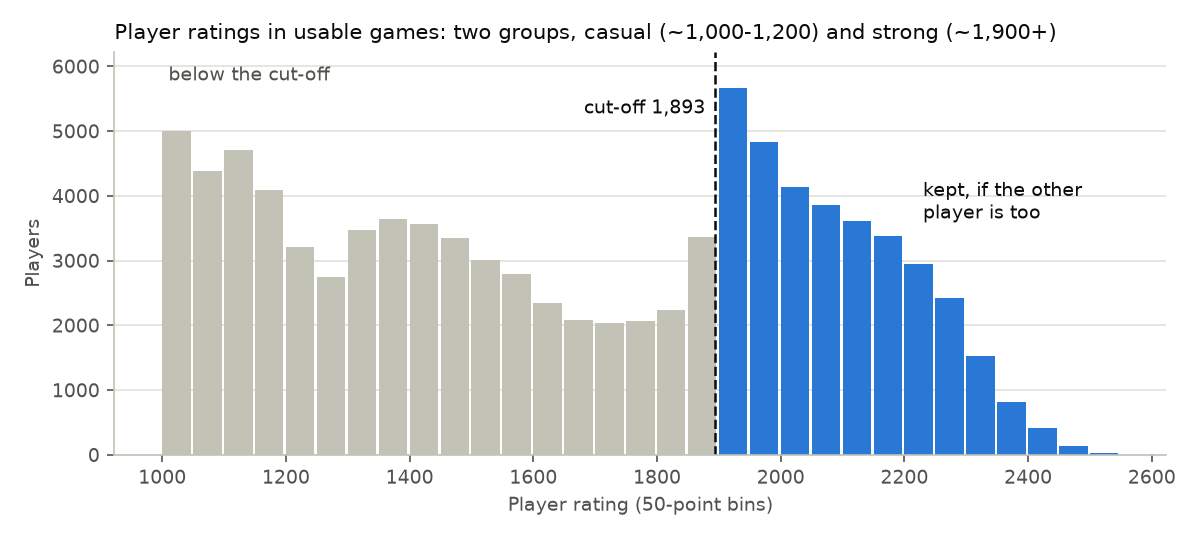 Player ratings in usable games: two groups, casual (~1,000-1,200) and strong (~1,900+)
6000
below the cut-off
cut-off 1,893
5000
4000
kept, if the other
player is too
3000
2000
1000
0
Players
1000 1200 1400 1600 1800 2000 2200 2400 2600
Player rating (50-point bins)